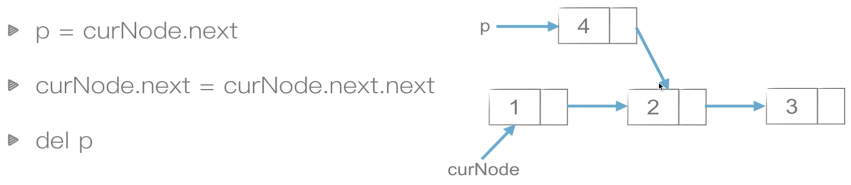 p = curNode.next
curNode.next = curNode.next.next
del p
p
4
1
2
3
curNode